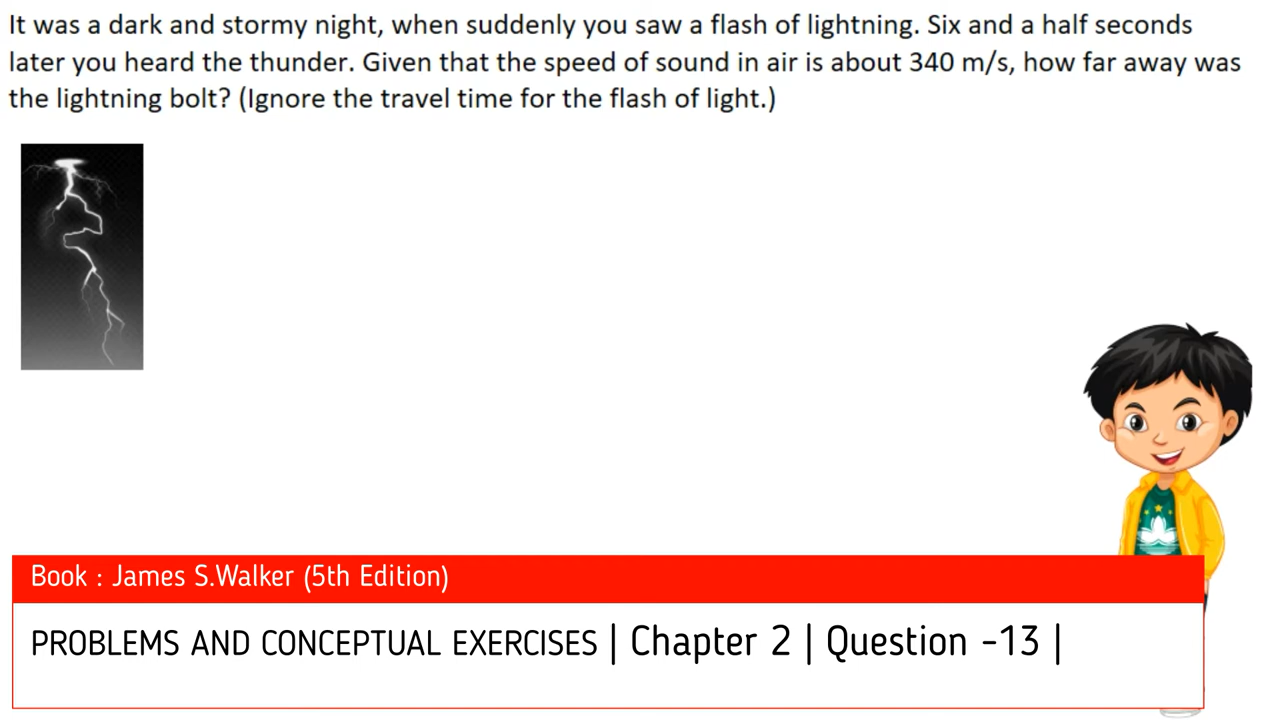 It was a dark and stormy night, when suddenly you saw a flash of lightning. Six and a half seconds
later you heard the thunder. Given that the speed of sound in air is about 340 m/s, how far away was
the lightning bolt? (Ignore the travel time for the flash of light.)
Book : James S.Walker (5th Edition)
PROBLEMS AND CONCEPTUAL EXERCISES | Chapter 2 | Question -13 |